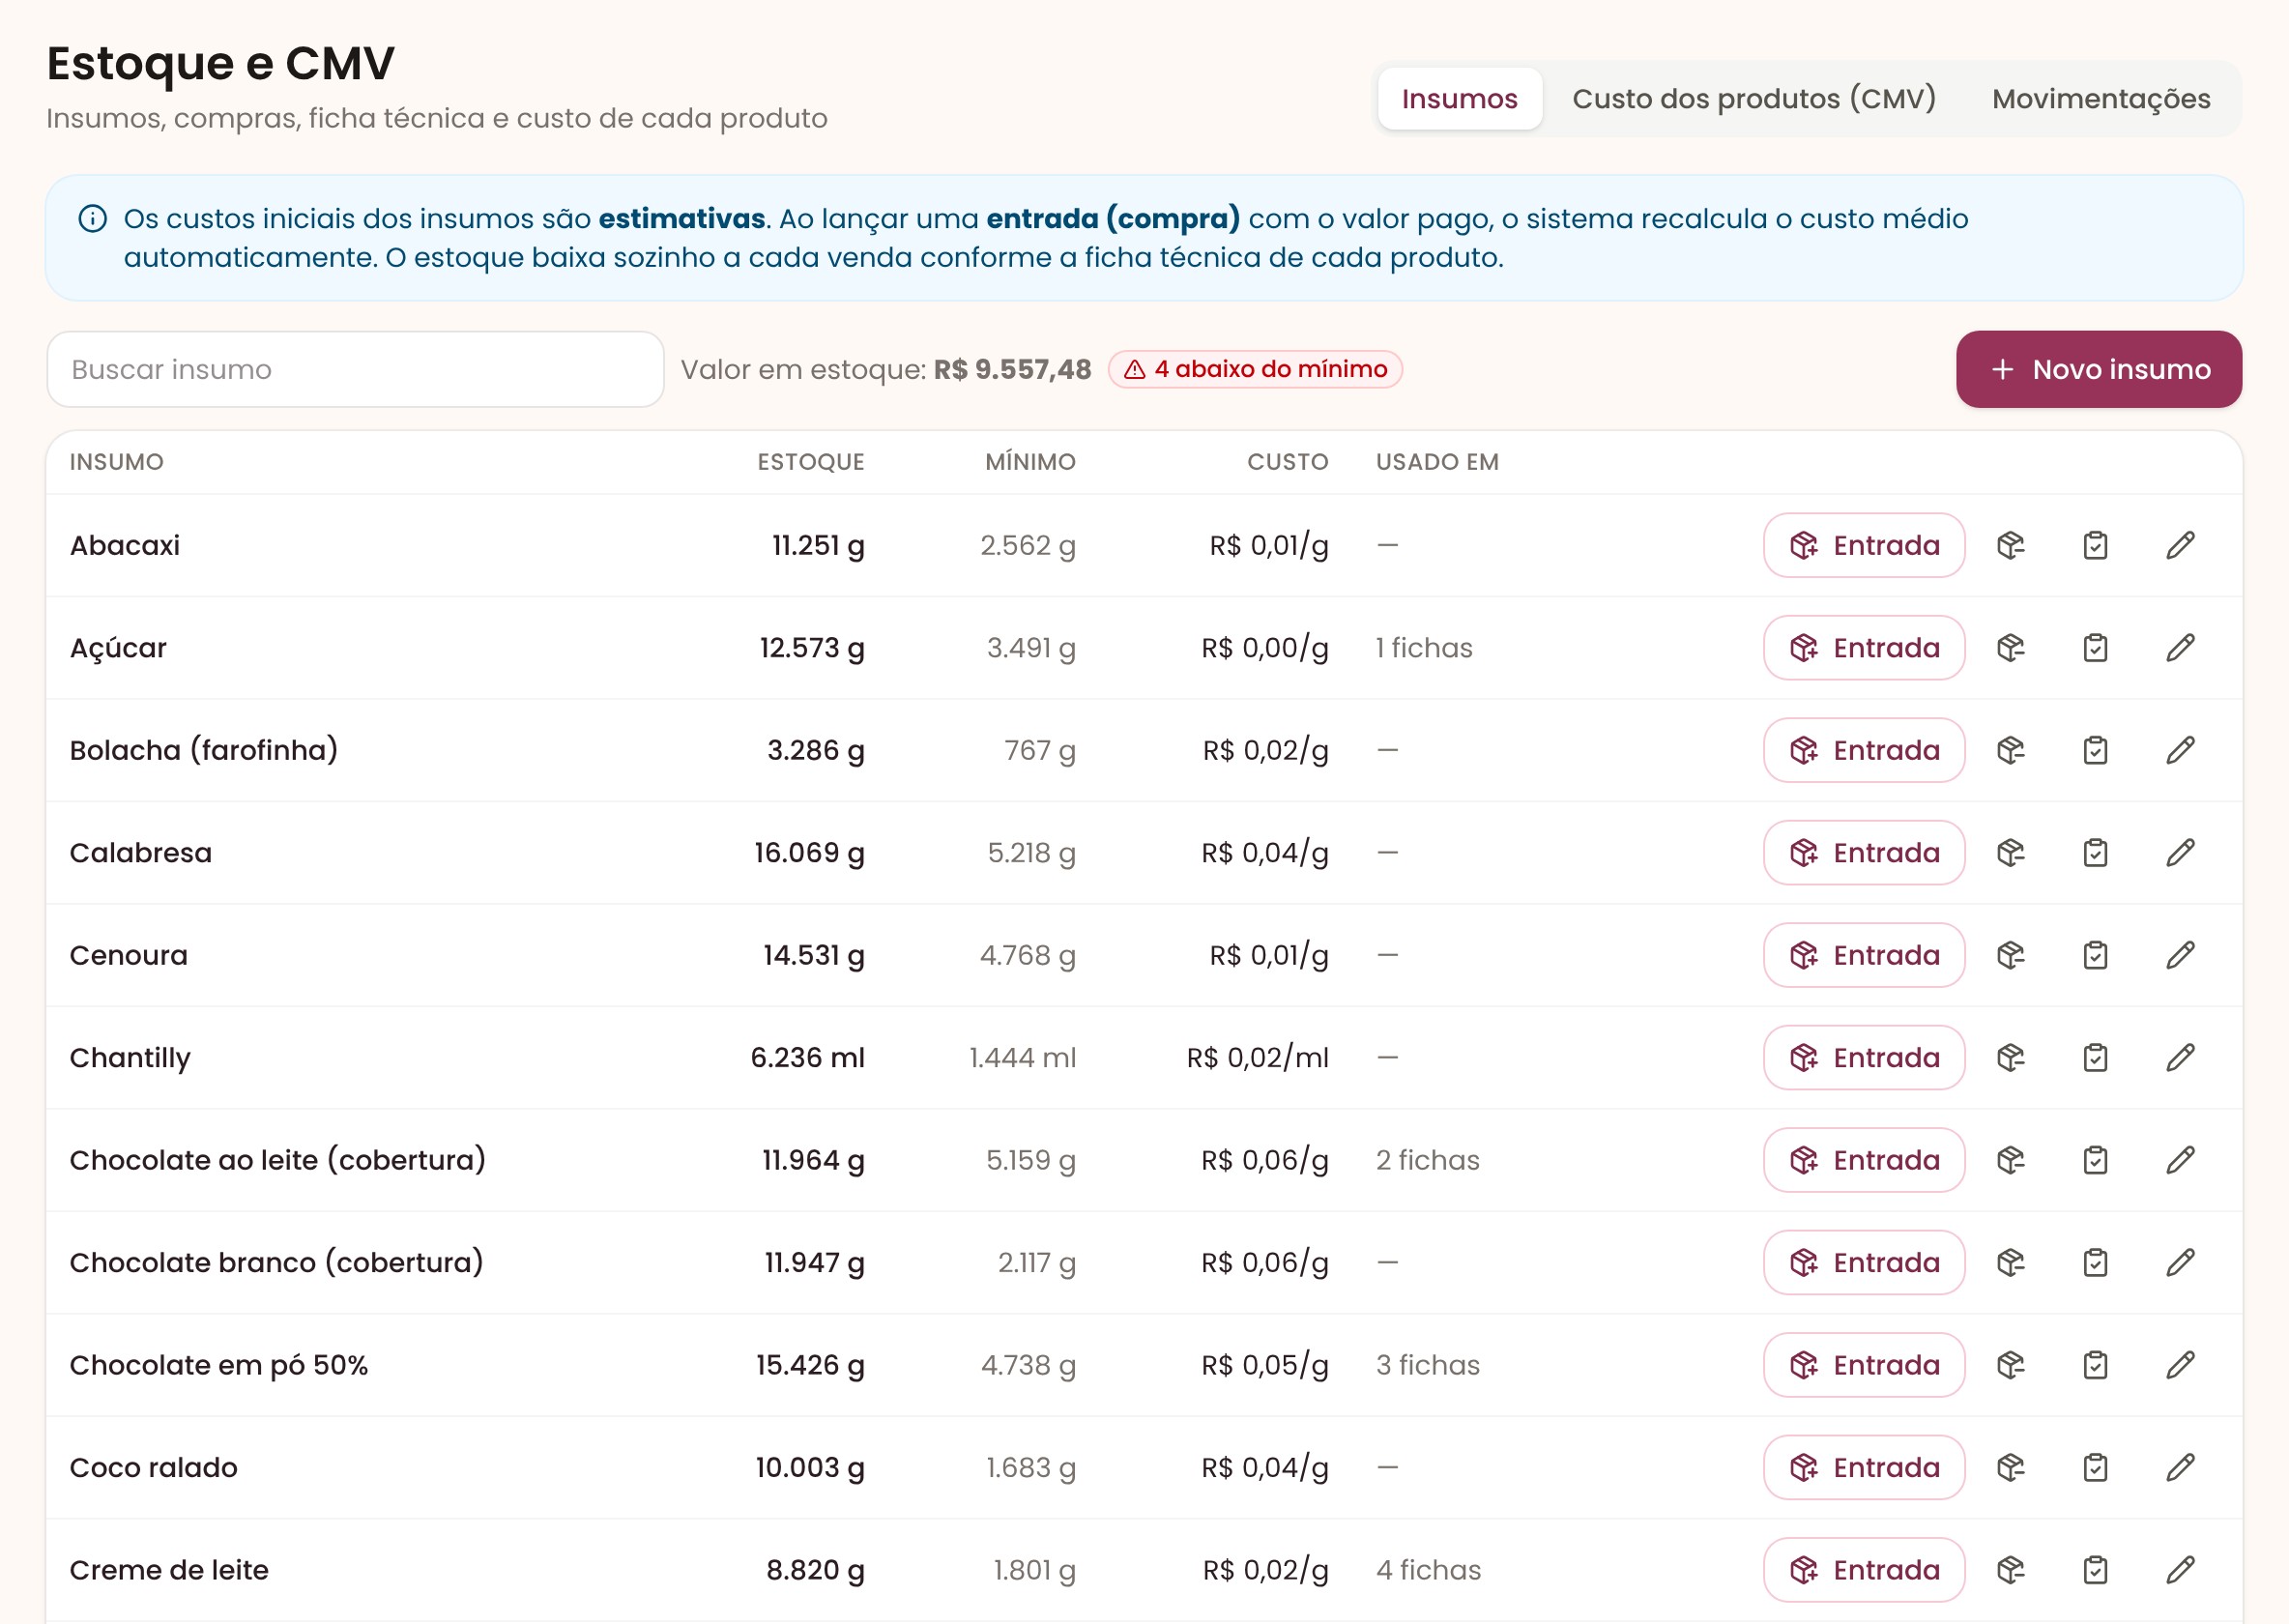 Estoque e CMV
Insumos, compras, ficha técnica e custo de cada produto
Insumos Custo dos produtos (CMV) Movimentações
Os custos iniciais dos insumos são estimativas. Ao lançar uma entrada (compra) com o valor pago, o sistema recalcula o custo médio
automaticamente. O estoque baixa sozinho a cada venda conforme a ficha técnica de cada produto.
Buscar insumo Valor em estoque: R$ 9.557,48 4 abaixo do mínimo + Novo insumo
INSUMO ESTOQUE MÍNIMO CUSTO USADO EM
Abacaxi 11.251 g 2.562 g R$ 0,01/g — Entrada
Açúcar 12.573 g 3.491 g R$ 0,00/g 1 fichas Entrada
Bolacha (farofinha) 3.286 g 767 g R$ 0,02/g — Entrada
Calabresa 16.069 g 5.218 g R$ 0,04/g — Entrada
Cenoura 14.531 g 4.768 g R$ 0,01/g — Entrada
Chantilly 6.236 ml 1.444 ml R$ 0,02/ml — Entrada
Chocolate ao leite (cobertura) 11.964 g 5.159 g R$ 0,06/g 2 fichas Entrada
Chocolate branco (cobertura) 11.947 g 2.117 g R$ 0,06/g — Entrada
Chocolate em pó 50% 15.426 g 4.738 g R$ 0,05/g 3 fichas Entrada
Coco ralado 10.003 g 1.683 g R$ 0,04/g — Entrada
Creme de leite 8.820 g 1.801 g R$ 0,02/g 4 fichas Entrada